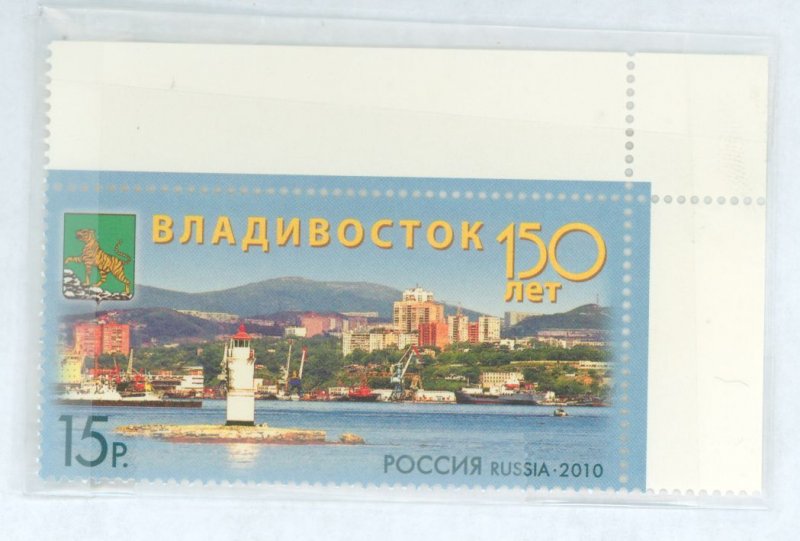 ВЛАДИВОСТОК 150
лет
15р.
РОССИЯ RUSSIA·2010